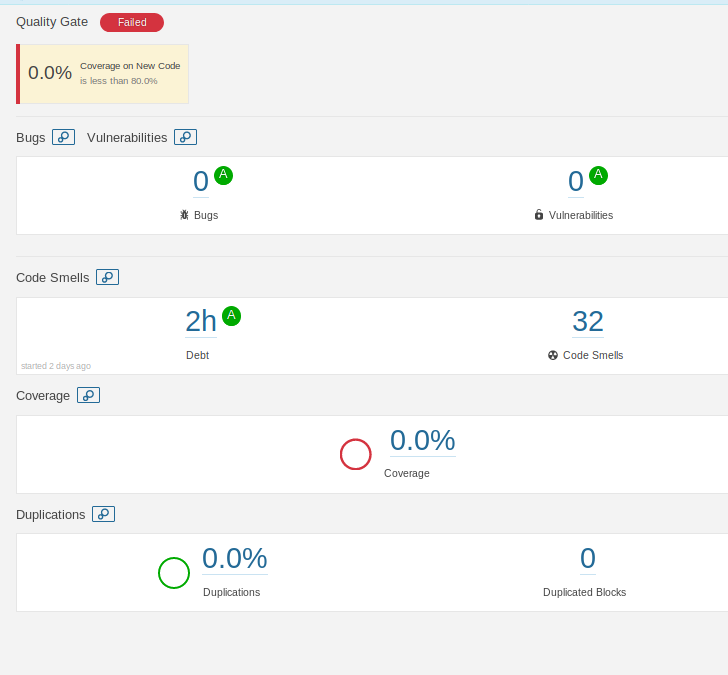 Quality Gate Failed
0.0% Coverage on New Code
is less than 80.0%
Bugs Vulnerabilities
0 A 0 A
Bugs Vulnerabilities
Code Smells
2h A 32
Debt Code Smells
started 2 days ago
Coverage
0.0%
Coverage
Duplications
0.0% 0
Duplications Duplicated Blocks